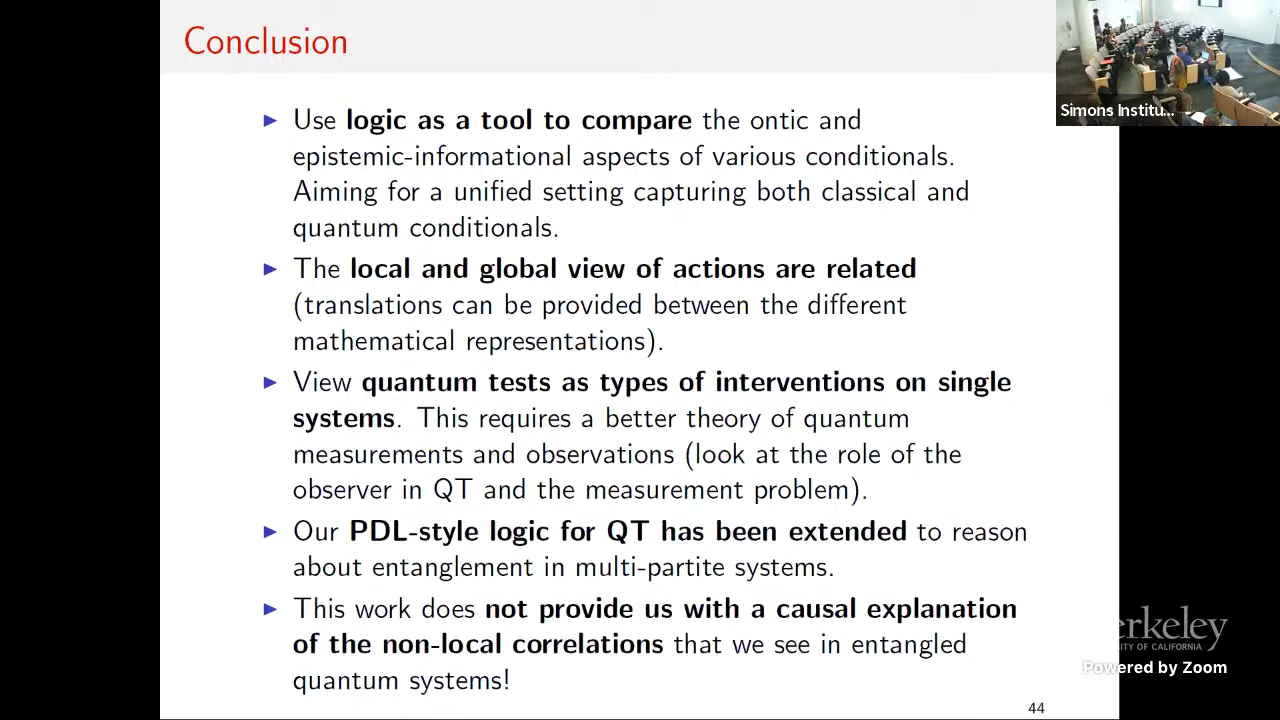 Conclusion
Simons Institu...
▶ Use logic as a tool to compare the ontic and
epistemic-informational aspects of various conditionals.
Aiming for a unified setting capturing both classical and
quantum conditionals.
▶ The local and global view of actions are related
(translations can be provided between the different
mathematical representations).
▶ View quantum tests as types of interventions on single
systems. This requires a better theory of quantum
measurements and observations (look at the role of the
observer in QT and the measurement problem).
▶ Our PDL-style logic for QT has been extended to reason
about entanglement in multi-partite systems.
▶ This work does not provide us with a causal explanation
of the non-local correlations that we see in entangled
quantum systems!
erkeley
TY OF CALIFORNIA
Powered by Zoom
44